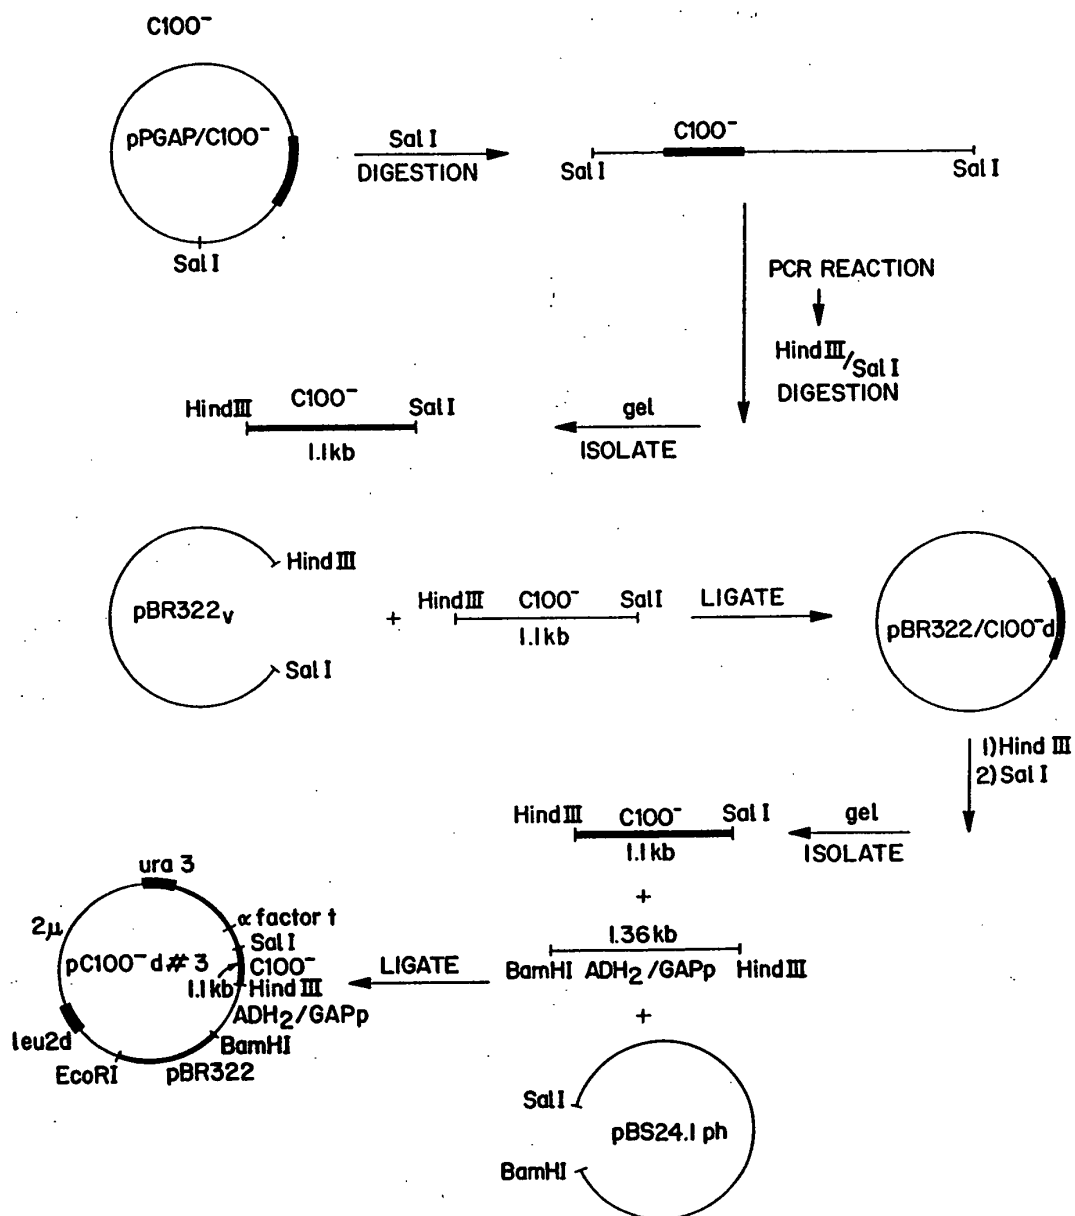 C100⁻
pPGAP/C100⁻
Sal I
Sal I
DIGESTION
C100⁻
Sal I
Sal I
PCR REACTION
Hind III/Sal I
DIGESTION
gel
ISOLATE
Hind III
C100⁻
Sal I
1.1kb
pBR322v
Hind III
Sal I
+
Hind III
C100⁻
Sal I
1.1kb
LIGATE
pBR322/C100⁻d
1)Hind III
2)Sal I
gel
ISOLATE
Hind III
C100⁻
Sal I
1.1kb
+
1.36kb
BamHI ADH₂/GAPp Hind III
+
Sal I
BamHI
pBS24.1 ph
LIGATE
ura 3
α factor t
Sal I
C100⁻
1.1kb
Hind III
ADH₂/GAPp
BamHI
pBR322
EcoRI
leu2d
2μ
pC100⁻d#3